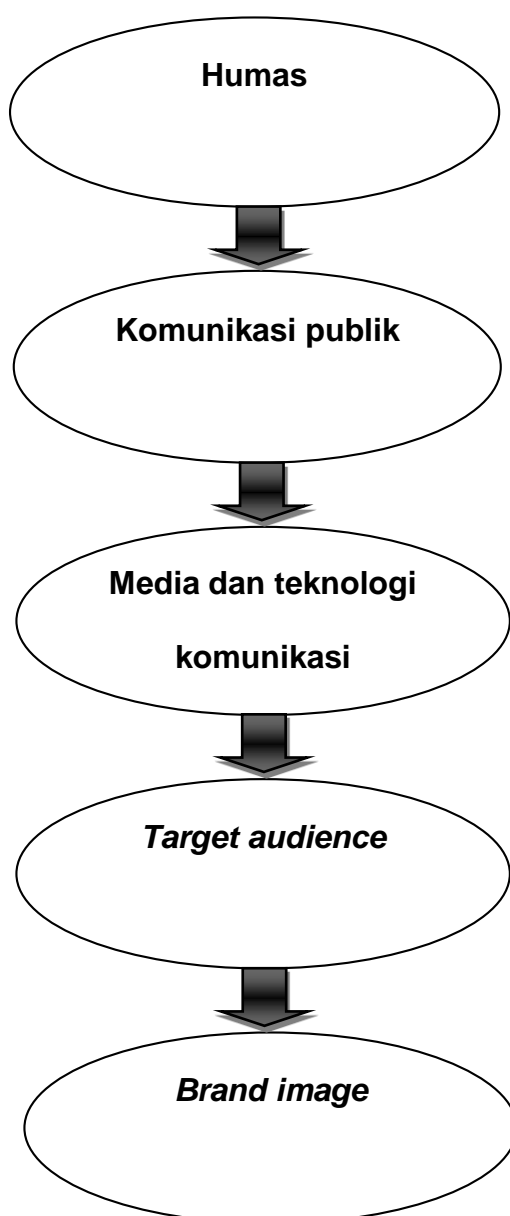 Humas
Komunikasi publik
Media dan teknologi
komunikasi
Target audience
Brand image